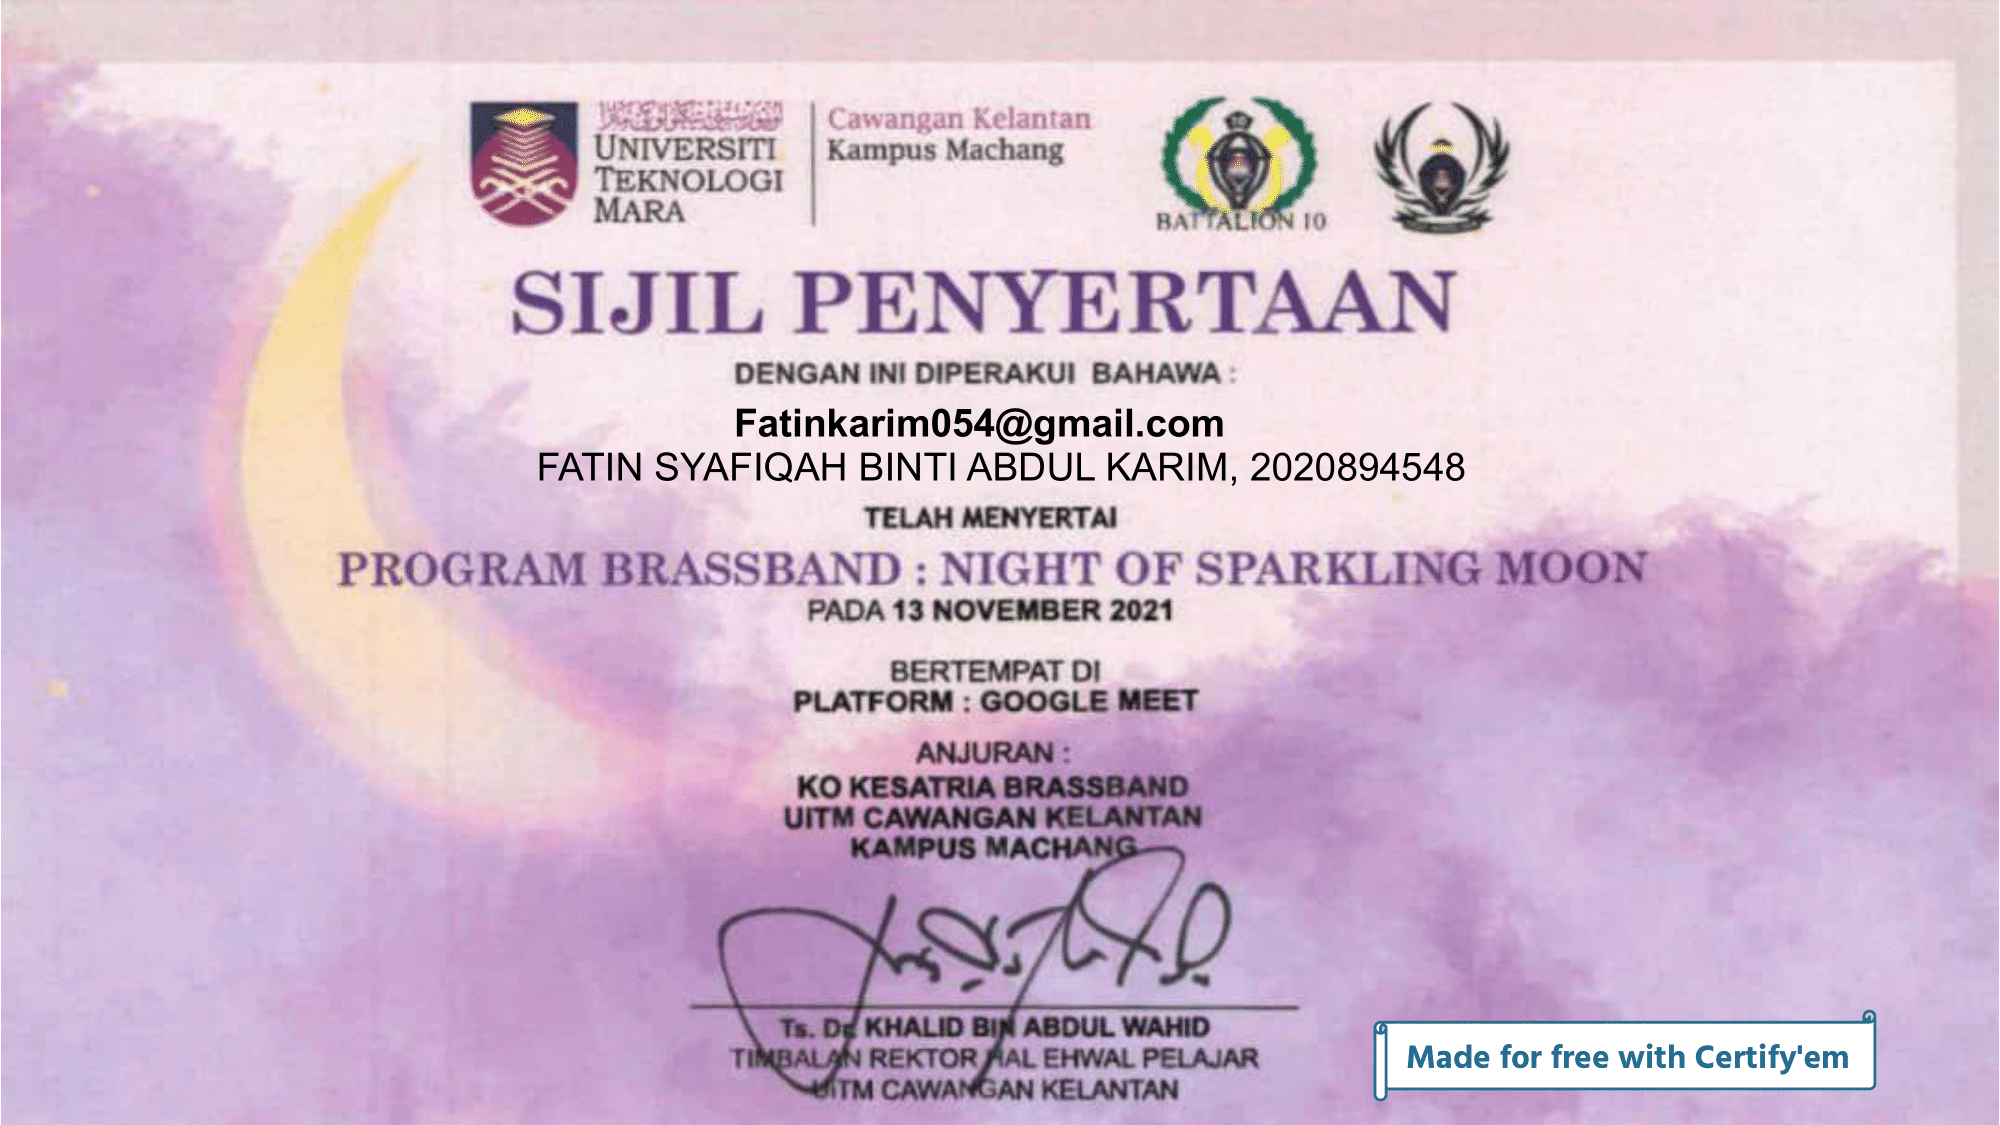 UNIVERSITI
TEKNOLOGI
MARA
Cawangan Kelantan
Kampus Machang
10
BATTALION 10
SIJIL PENYERTAAN
DENGAN INI DIPERAKUI BAHAWA :
Fatinkarim054@gmail.com
FATIN SYAFIQAH BINTI ABDUL KARIM, 2020894548
TELAH MENYERTAI
PROGRAM BRASSBAND : NIGHT OF SPARKLING MOON
PADA 13 NOVEMBER 2021
BERTEMPAT DI
PLATFORM : GOOGLE MEET
ANJURAN :
KO KESATRIA BRASSBAND
UITM CAWANGAN KELANTAN
KAMPUS MACHANG
Ts. Dr. KHALID BIN ABDUL WAHID
TIMBALAN REKTOR HAL EHWAL PELAJAR
UiTM CAWANGAN KELANTAN
Made for free with Certify'em